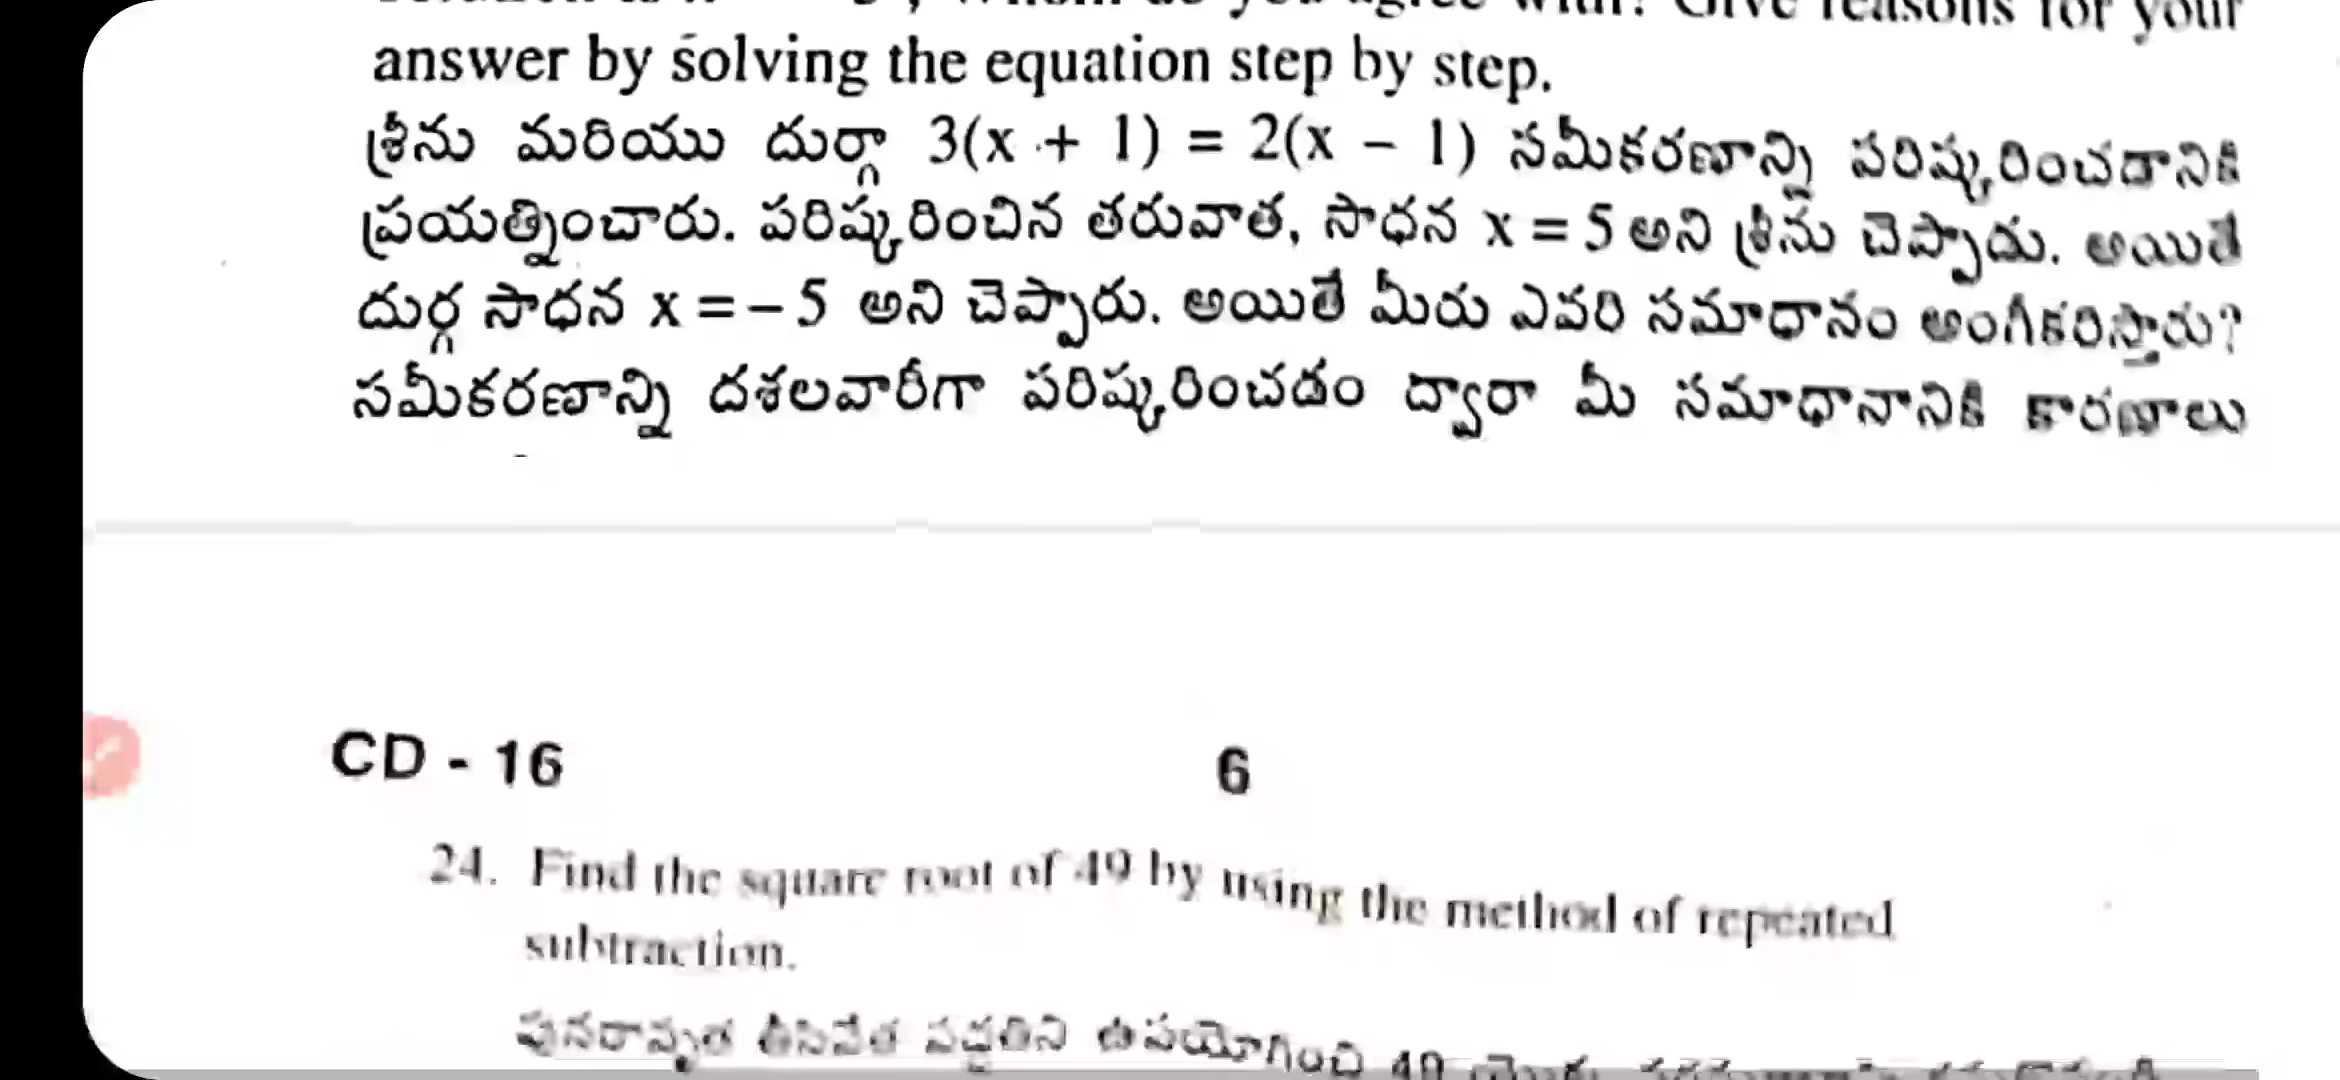 answer by solving the equation step by step.
శ్రీను మరియు దుర్గా 3(x + 1) = 2(x – 1) సమీకరణాన్ని పరిష్కరించడానికి
ప్రయత్నించారు. పరిష్కరించిన తరువాత, సాధన x = 5 అని శ్రీను చెప్పాడు. అయితే
దుర్గ సాధన x = – 5 అని చెప్పారు. అయితే మీరు ఎవరి సమాధానం అంగీకరిస్తారు?
సమీకరణాన్ని దశలవారీగా పరిష్కరించడం ద్వారా మీ సమాధానానికి కారణాలు
CD - 16
6
24. Find the square root of 49 by using the method of repeated
subtraction.
పునరావృత తీసివేత పద్ధతిని ఉపయోగించి 49